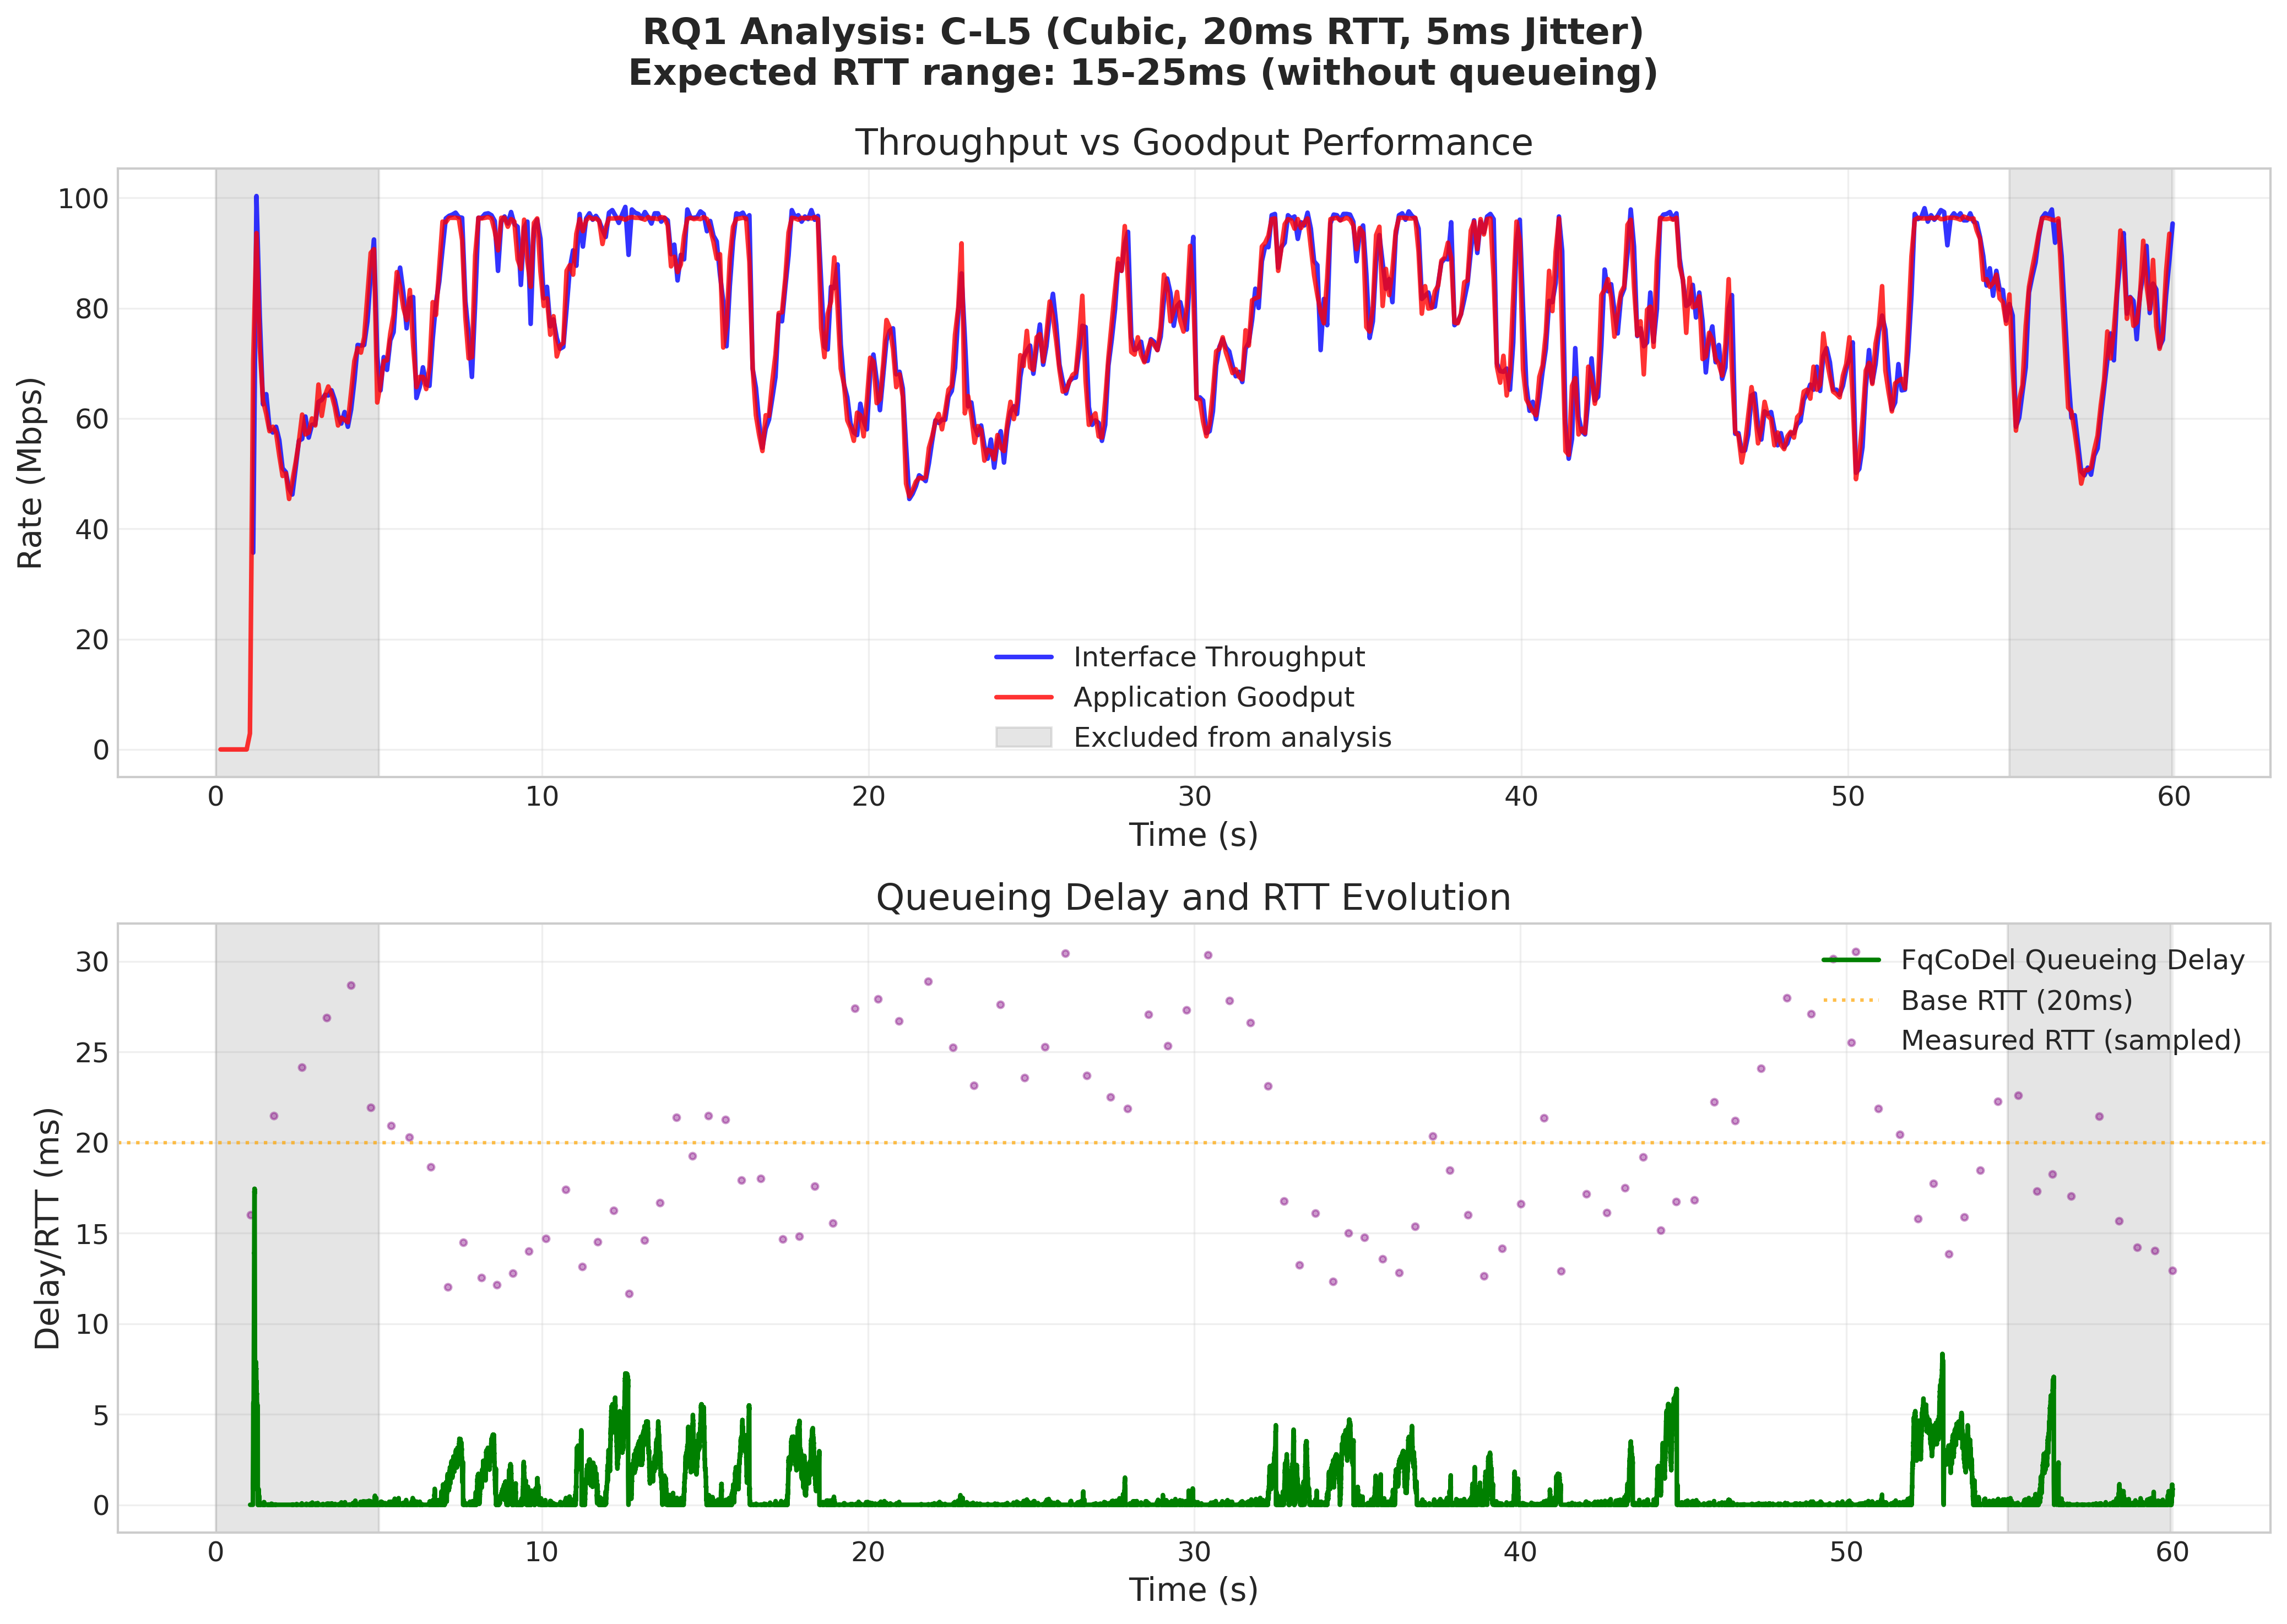 RQ1 Analysis: C-L5 (Cubic, 20ms RTT, 5ms Jitter)
Expected RTT range: 15-25ms (without queueing)
Throughput vs Goodput Performance
Rate (Mbps)
100
80
60
40
20
0
Interface Throughput
Application Goodput
Excluded from analysis
0 10 20 30 40 50 60
Time (s)
Queueing Delay and RTT Evolution
Delay/RTT (ms)
30
25
20
15
10
5
0
FqCoDel Queueing Delay
Base RTT (20ms)
Measured RTT (sampled)
0 10 20 30 40 50 60
Time (s)